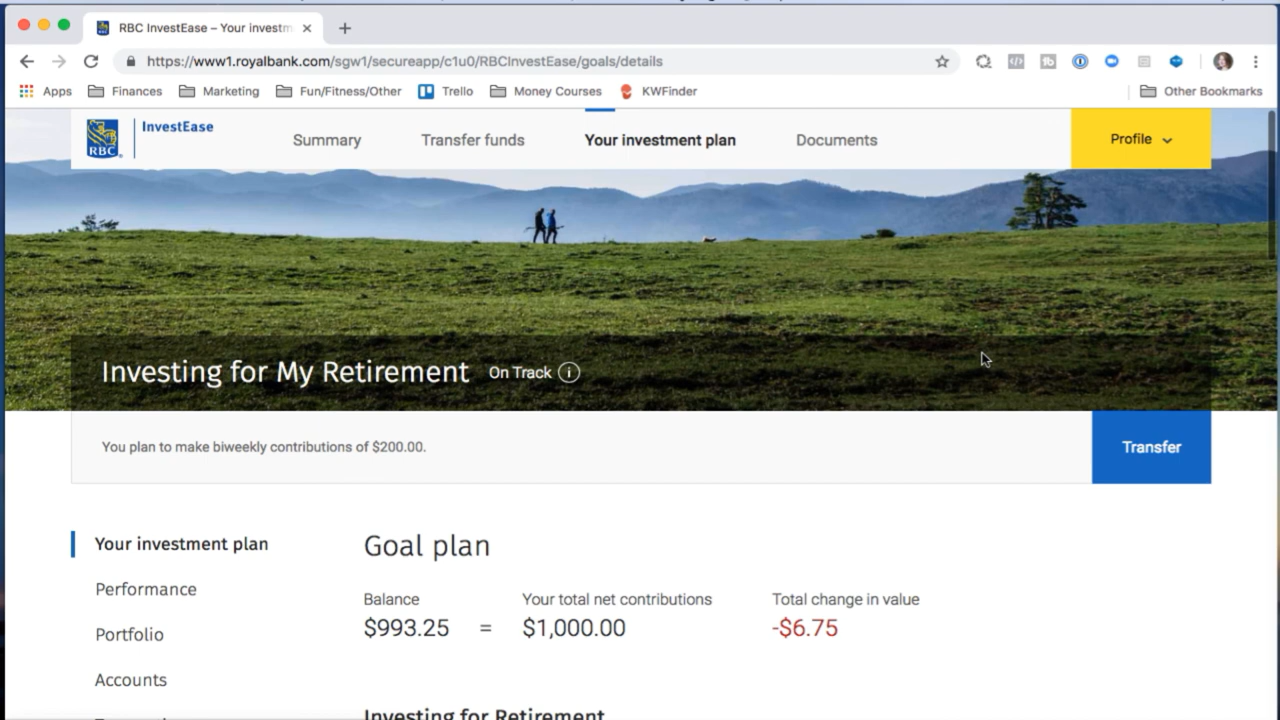 RBC InvestEase – Your investm
https://www1.royalbank.com/sgw1/secureapp/c1u0/RBCInvestEase/goals/details
Apps Finances Marketing Fun/Fitness/Other Trello Money Courses KWFinder Other Bookmarks
RBC InvestEase Summary Transfer funds Your investment plan Documents Profile
Investing for My Retirement On Track i
You plan to make biweekly contributions of $200.00. Transfer
Your investment plan
Performance
Portfolio
Accounts
Goal plan
Balance Your total net contributions Total change in value
$993.25 = $1,000.00 -$6.75
Investing for Retirement